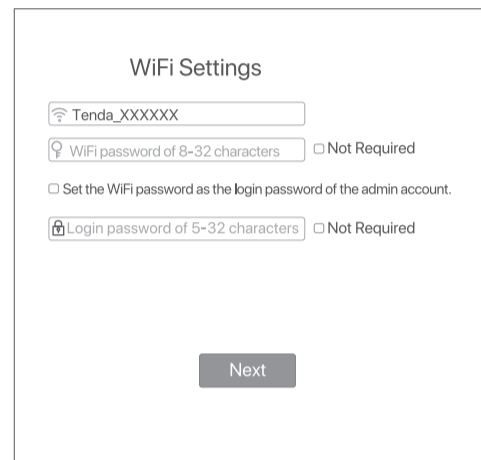 WiFi Settings
Tenda_XXXXXX
WiFi password of 8-32 characters Not Required
Set the WiFi password as the login password of the admin account.
Login password of 5-32 characters Not Required
Next